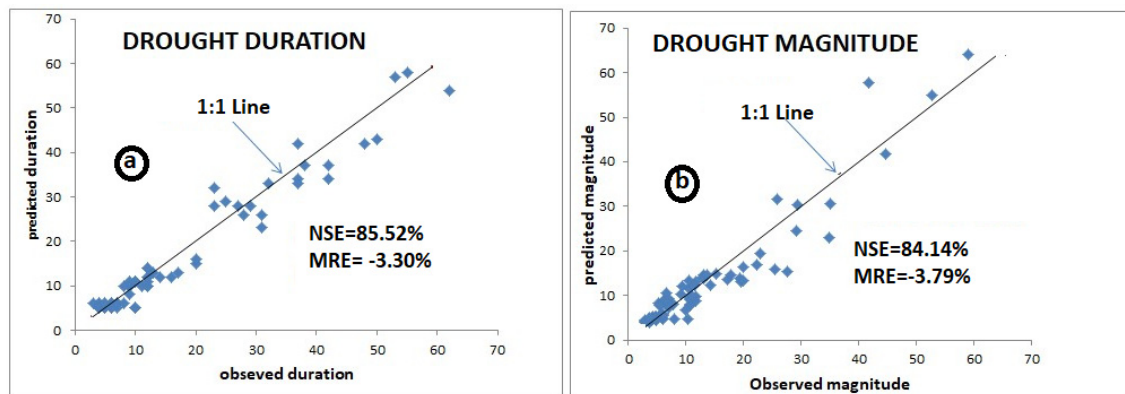 DROUGHT DURATION
70
60
50
40
30
20
10
0
predicted duration
1:1 Line
a
NSE=85.52%
MRE= -3.30%
0 10 20 30 40 50 60 70
obseved duration
DROUGHT MAGNITUDE
70
60
50
40
30
20
10
0
predicted magnitude
1:1 Line
b
NSE=84.14%
MRE=-3.79%
0 10 20 30 40 50 60 70
Observed magnitude